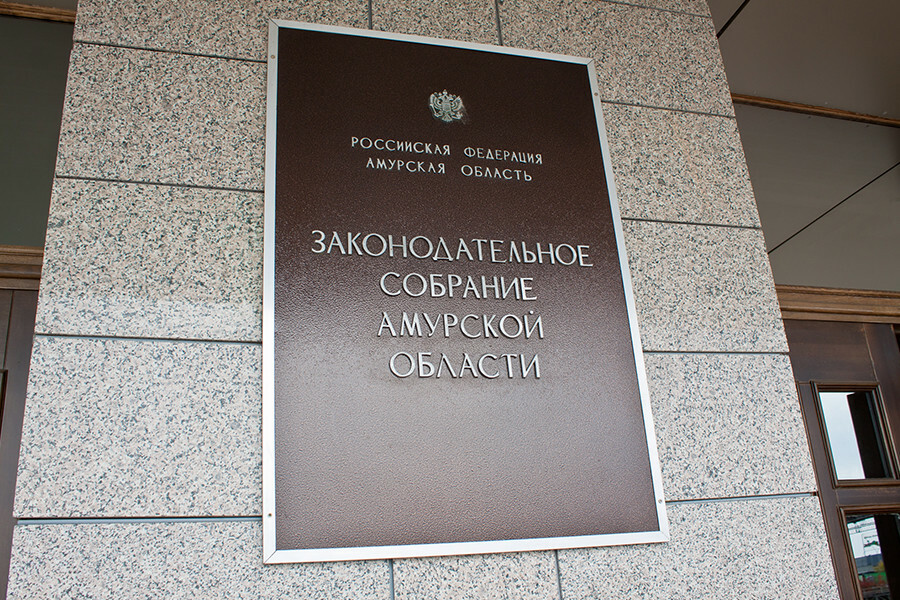 РОССИЙСКАЯ ФЕДЕРАЦИЯ
АМУРСКАЯ ОБЛАСТЬ
ЗАКОНОДАТЕЛЬНОЕ
СОБРАНИЕ
АМУРСКОЙ
ОБЛАСТИ